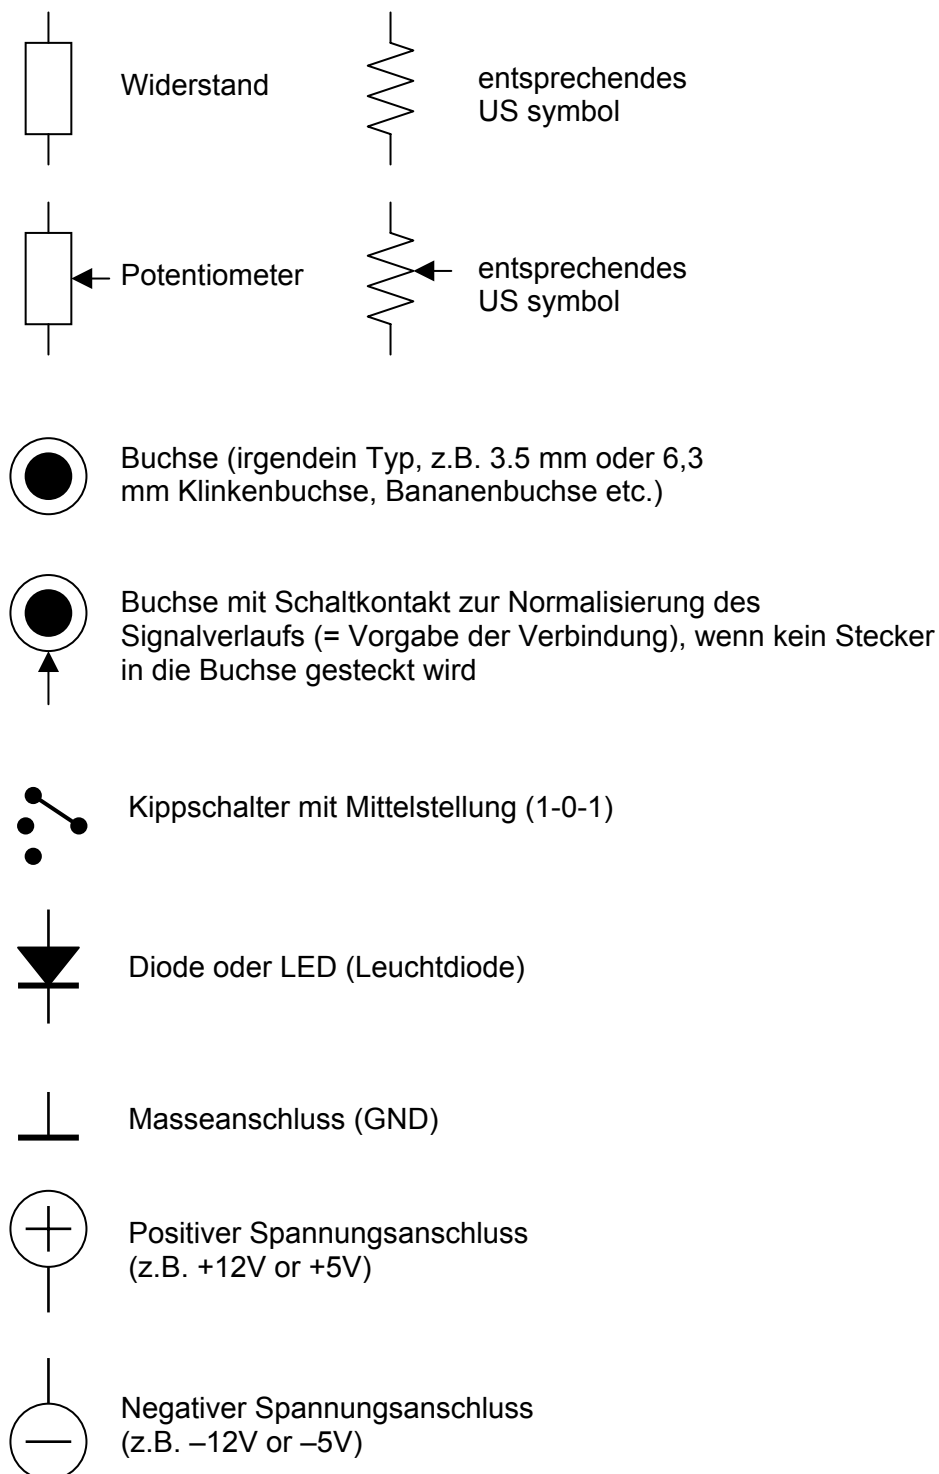 Widerstand
entsprechendes
US symbol
Potentiometer
entsprechendes
US symbol
Buchse (irgendein Typ, z.B. 3.5 mm oder 6,3
mm Klinkenbuchse, Bananenbuchse etc.)
Buchse mit Schaltkontakt zur Normalisierung des
Signalverlaufs (= Vorgabe der Verbindung), wenn kein Stecker
in die Buchse gesteckt wird
Kippschalter mit Mittelstellung (1-0-1)
Diode oder LED (Leuchtdiode)
Masseanschluss (GND)
Positiver Spannungsanschluss
(z.B. +12V or +5V)
Negativer Spannungsanschluss
(z.B. –12V or –5V)